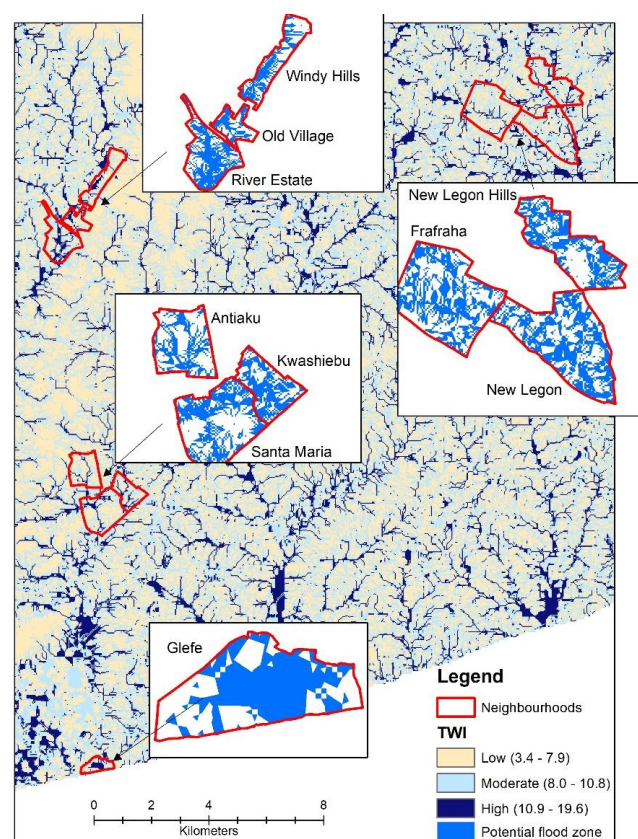 Windy Hills
Old Village
River Estate
New Legon Hills
Frafraha
New Legon
Antiaku
Kwashiebu
Santa Maria
Glefe
Legend
Neighbourhoods
TWI
Low (3.4 - 7.9)
Moderate (8.0 - 10.8)
High (10.9 - 19.6)
Potential flood zone
0 2 4 8
Kilometers